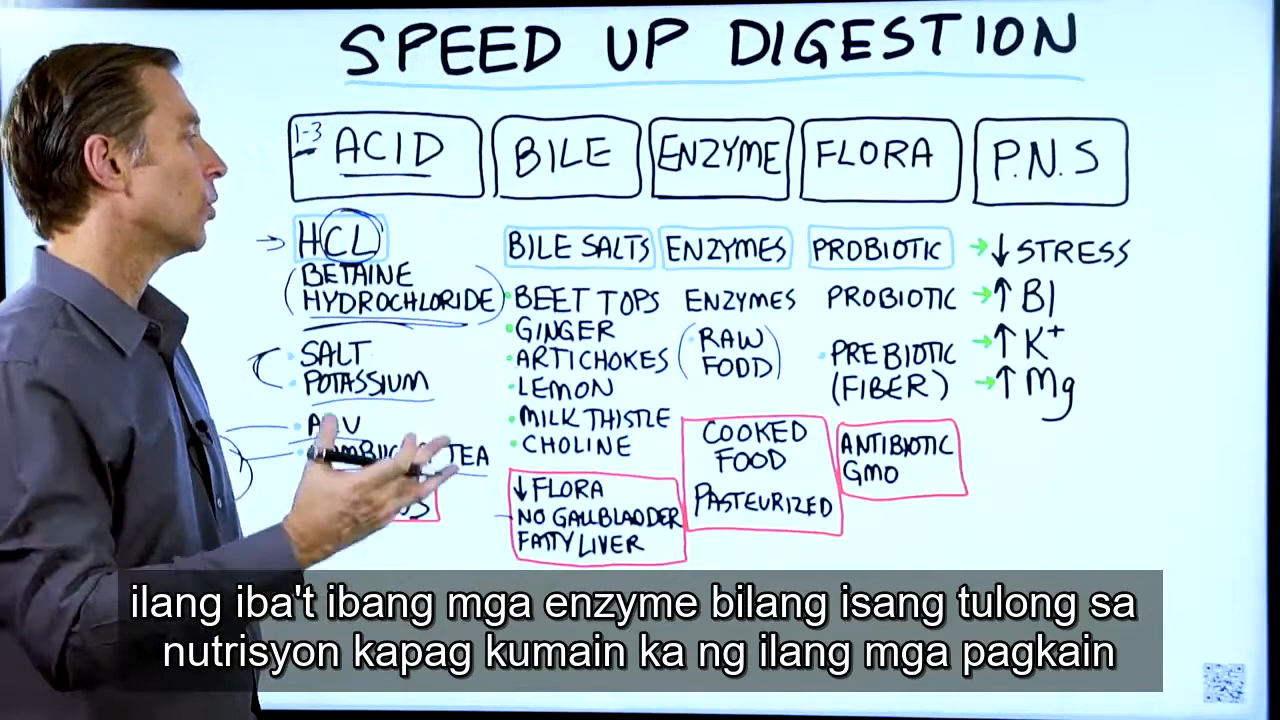 SPEED UP DIGESTION
1-3 ACID
BILE
ENZYME
FLORA
P.N.S
HCL
(BETAINE
HYDROCHLORIDE)
SALT
POTASSIUM
TEA
BILE SALTS
BEET TOPS
GINGER
ARTICHOKES
LEMON
MILK THISTLE
CHOLINE
↓ FLORA
NO GALLBLADDER
FATTY LIVER
ENZYMES
ENZYMES
(RAW
FOOD)
COOKED
FOOD
PASTEURIZED
PROBIOTIC
PROBIOTIC
PREBIOTIC
(FIBER)
ANTIBIOTIC
GMO
→ ↓ STRESS
→ ↑ B1
→ ↑ K+
→ ↑ Mg
ilang iba't ibang mga enzyme bilang isang tulong sa
nutrisyon kapag kumain ka ng ilang mga pagkain